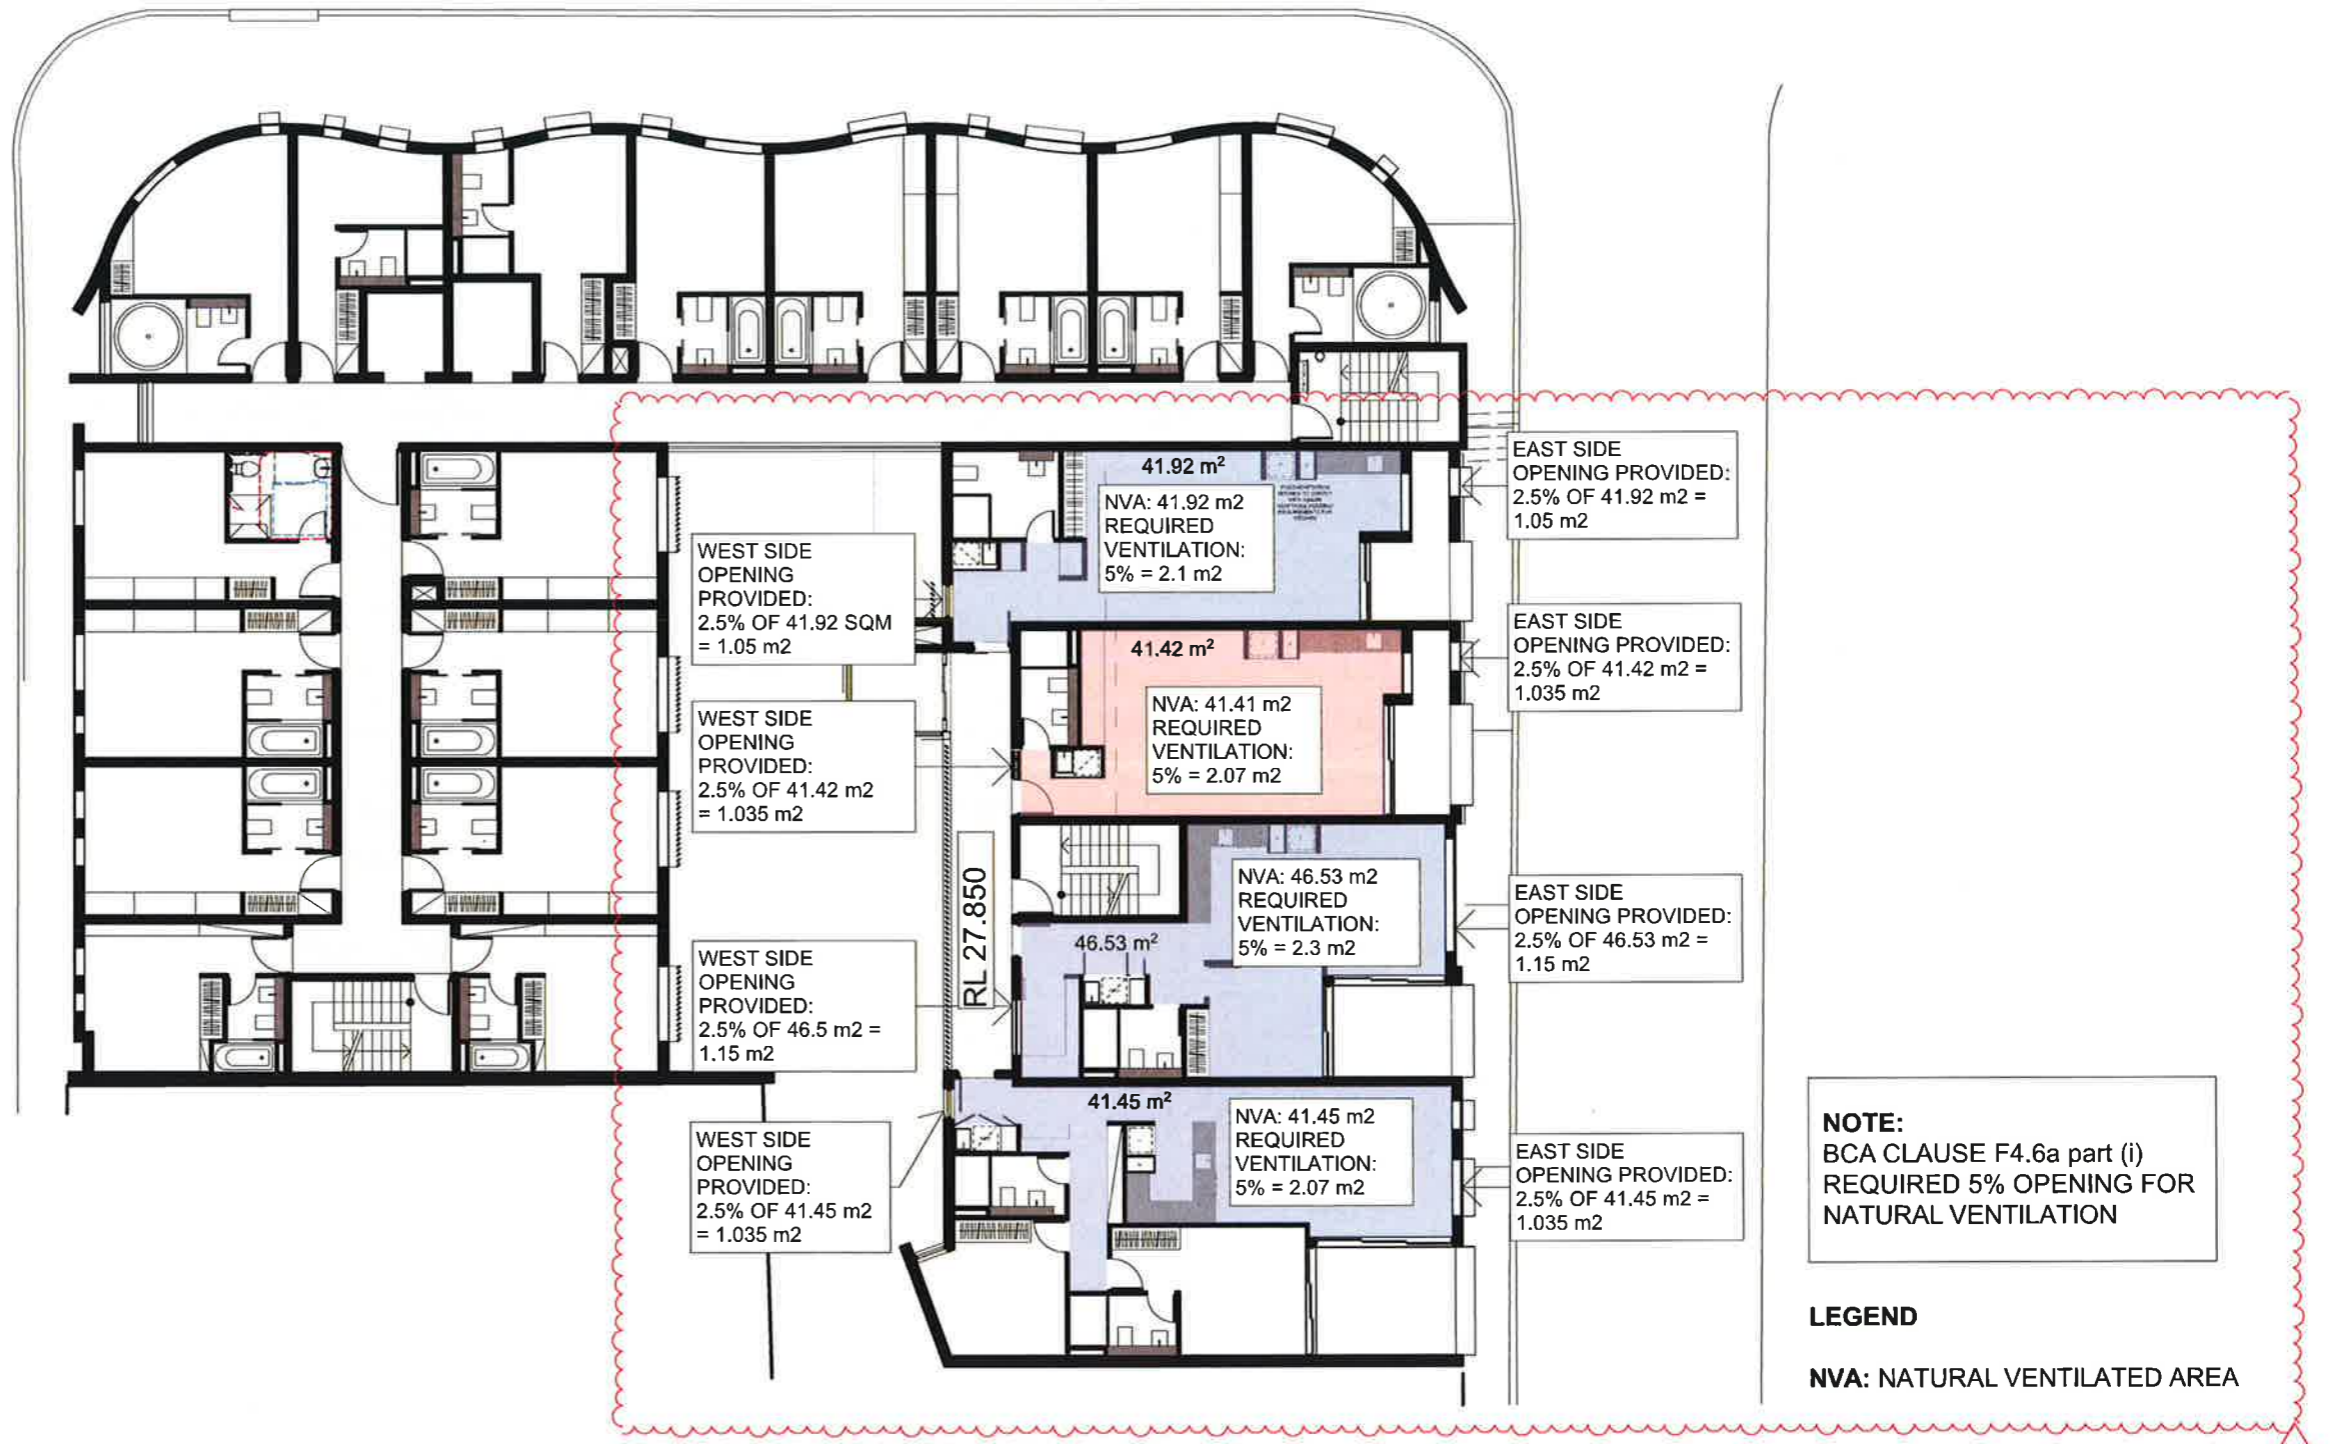 41.92 m²
NVA: 41.92 m2
REQUIRED
VENTILATION:
5% = 2.1 m2
EAST SIDE
OPENING PROVIDED:
2.5% OF 41.92 m2 =
1.05 m2
WEST SIDE
OPENING
PROVIDED:
2.5% OF 41.92 SQM
= 1.05 m2
41.42 m²
NVA: 41.41 m2
REQUIRED
VENTILATION:
5% = 2.07 m2
EAST SIDE
OPENING PROVIDED:
2.5% OF 41.42 m2 =
1.035 m2
WEST SIDE
OPENING
PROVIDED:
2.5% OF 41.42 m2
= 1.035 m2
RL 27.850
46.53 m²
NVA: 46.53 m2
REQUIRED
VENTILATION:
5% = 2.3 m2
EAST SIDE
OPENING PROVIDED:
2.5% OF 46.53 m2 =
1.15 m2
WEST SIDE
OPENING
PROVIDED:
2.5% OF 46.5 m2 =
1.15 m2
41.45 m²
NVA: 41.45 m2
REQUIRED
VENTILATION:
5% = 2.07 m2
EAST SIDE
OPENING PROVIDED:
2.5% OF 41.45 m2 =
1.035 m2
WEST SIDE
OPENING
PROVIDED:
2.5% OF 41.45 m2
= 1.035 m2
NOTE:
BCA CLAUSE F4.6a part (i)
REQUIRED 5% OPENING FOR
NATURAL VENTILATION
LEGEND
NVA: NATURAL VENTILATED AREA